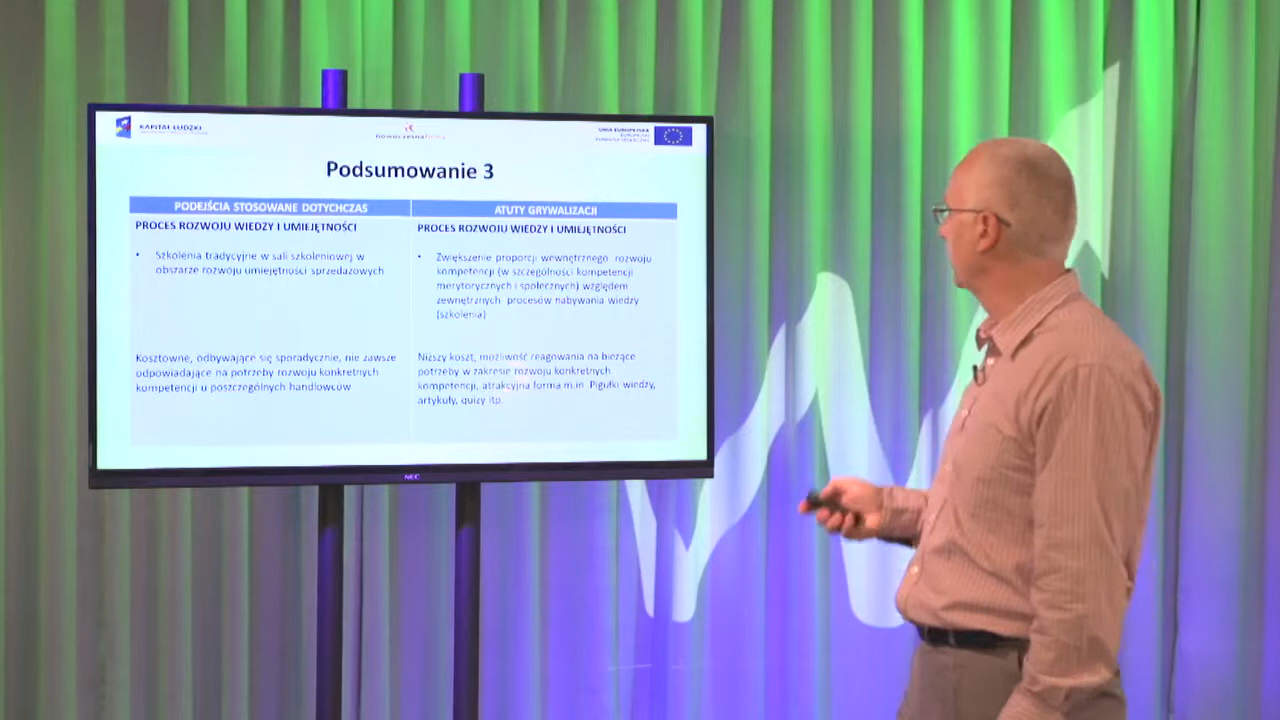 KAPITAŁ LUDZKI
nowoczesnafirma
UNIA EUROPEJSKA
EUROPEJSKI
FUNDUSZ SPOŁECZNY
Podsumowanie 3
PODEJŚCIA STOSOWANE DOTYCHCZAS
PROCES ROZWOJU WIEDZY I UMIEJĘTNOŚCI
• Szkolenia tradycyjne w sali szkoleniowej w
obszarze rozwoju umiejętności sprzedażowych
Kosztowne, odbywające się sporadycznie, nie zawsze
odpowiadające na potrzeby rozwoju konkretnych
kompetencji u poszczególnych handlowców
ATUTY GRYWALIZACJI
PROCES ROZWOJU WIEDZY I UMIEJĘTNOŚCI
• Zwiększenie proporcji wewnętrznego rozwoju
kompetencji (w szczególności kompetencji
merytorycznych i społecznych) względem
zewnętrznych procesów nabywania wiedzy
(szkolenia)
Niższy koszt, możliwość reagowania na bieżące
potrzeby w zakresie rozwoju konkretnych
kompetencji, atrakcyjna forma m.in. Pigułki wiedzy,
artykuły, quizy itp.
NEC